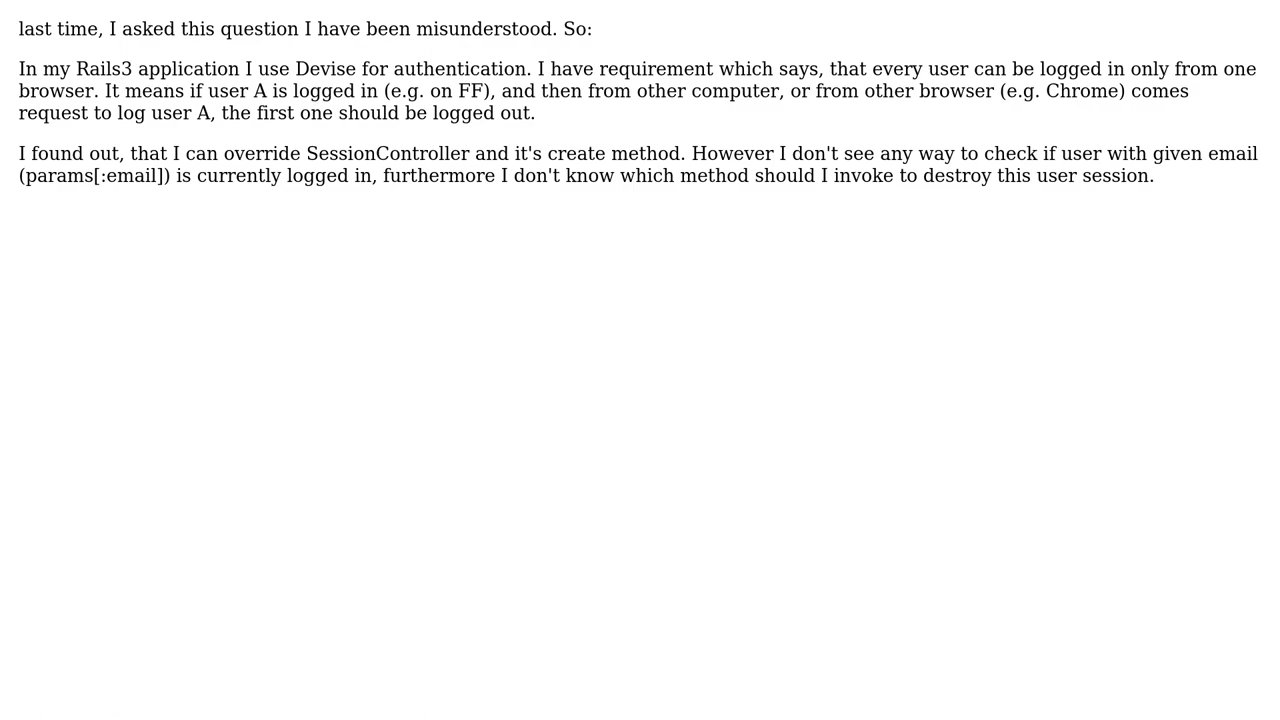 last time, I asked this question I have been misunderstood. So:
In my Rails3 application I use Devise for authentication. I have requirement which says, that every user can be logged in only from one
browser. It means if user A is logged in (e.g. on FF), and then from other computer, or from other browser (e.g. Chrome) comes
request to log user A, the first one should be logged out.
I found out, that I can override SessionController and it's create method. However I don't see any way to check if user with given email
(params[:email]) is currently logged in, furthermore I don't know which method should I invoke to destroy this user session.